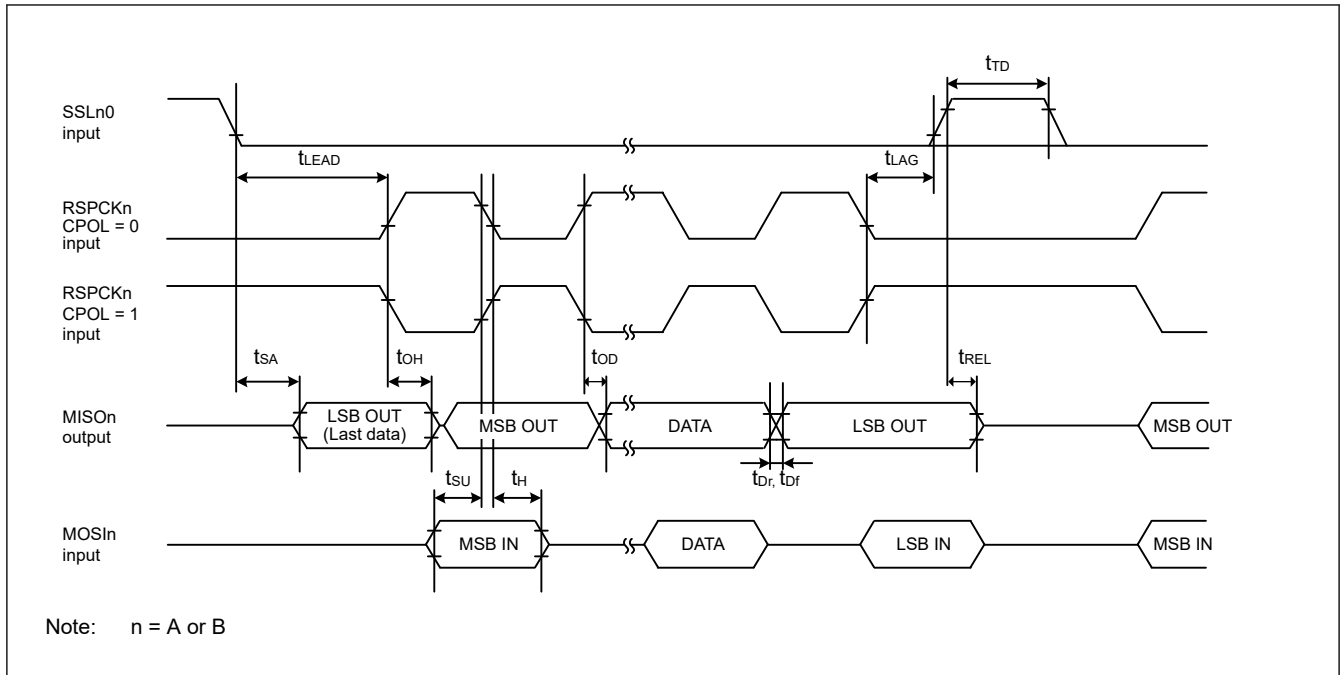 tTD
SSLn0
input
tLEAD
tLAG
RSPCKn
CPOL = 0
input
RSPCKn
CPOL = 1
input
tSA
tOH
tOD
tREL
MISOn
output
LSB OUT
(Last data)
MSB OUT
DATA
LSB OUT
MSB OUT
tSU
tH
tDr, tDf
MOSIn
input
MSB IN
DATA
LSB IN
MSB IN
Note: n = A or B